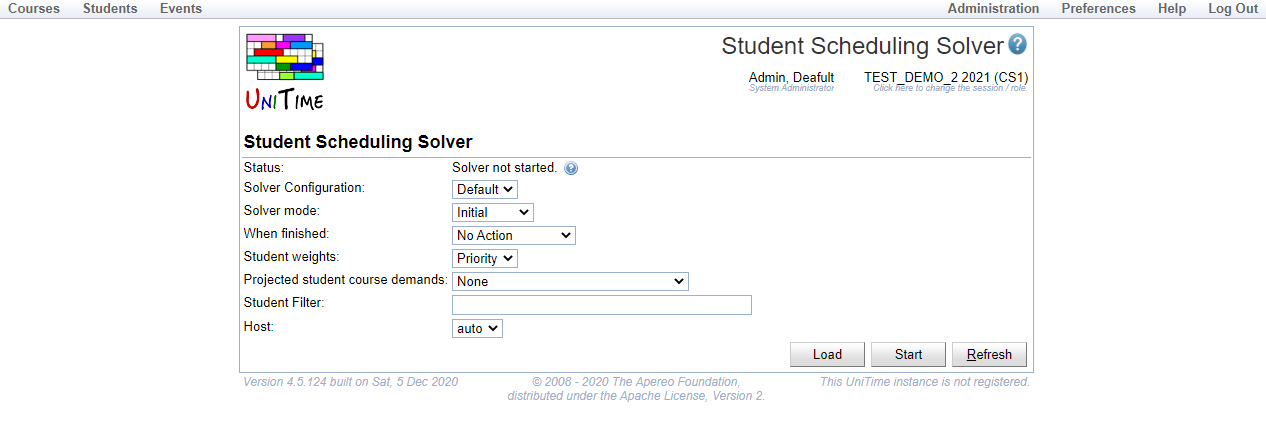 Courses Students Events Administration Preferences Help Log Out
Student Scheduling Solver ?
Admin, Deafult TEST_DEMO_2 2021 (CS1)
System Administrator Click here to change the session / role.
UNITIME
Student Scheduling Solver
Status: Solver not started. ?
Solver Configuration: Default
Solver mode: Initial
When finished: No Action
Student weights: Priority
Projected student course demands: None
Student Filter:
Host: auto
Load Start Refresh
Version 4.5.124 built on Sat, 5 Dec 2020 © 2008 - 2020 The Apereo Foundation, This UniTime instance is not registered.
distributed under the Apache License, Version 2.